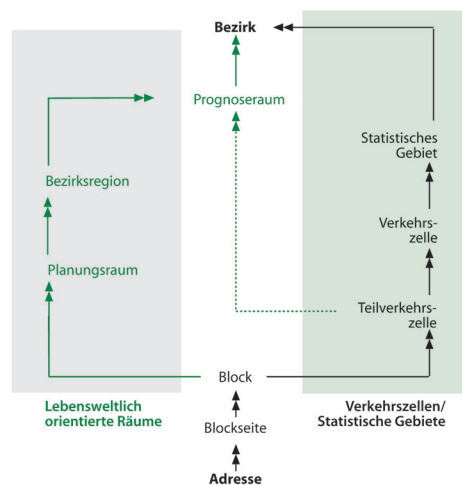 Bezirk
Prognoseraum
Statistisches
Gebiet
Bezirksregion
Verkehrs-
zelle
Planungsraum
Teilverkehrs-
zelle
Block
Lebensweltlich
orientierte Räume
Blockseite
Verkehrszellen/
Statistische Gebiete
Adresse